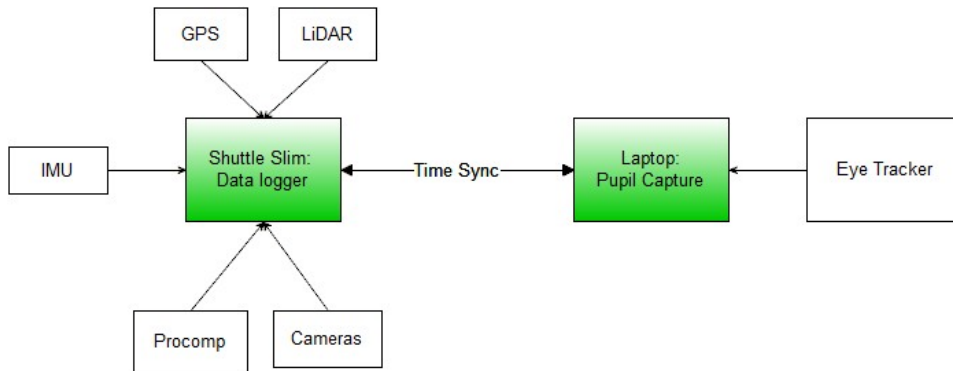 GPS
LiDAR
IMU
Shuttle Slim:
Data logger
Time Sync
Laptop:
Pupil Capture
Eye Tracker
Procomp
Cameras